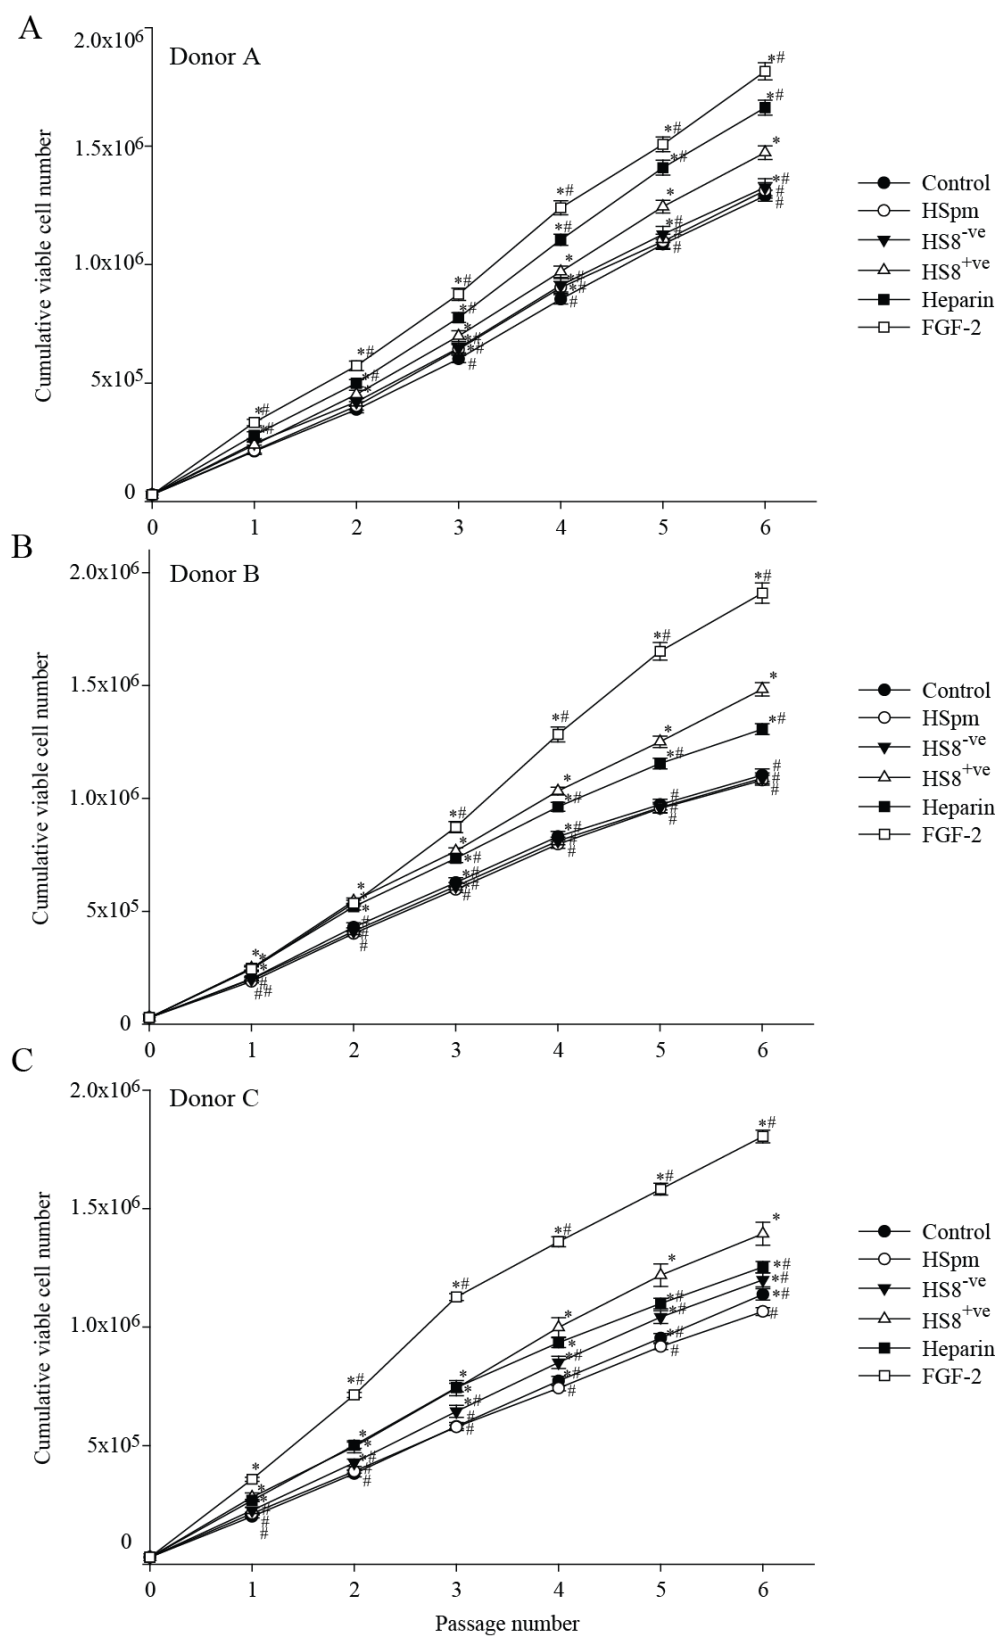 A
Donor A
2.0x10⁶
1.5x10⁶
1.0x10⁶
5x10⁵
0
Cumulative viable cell number
0 1 2 3 4 5 6
Control
HSpm
HS8⁻ᵛᵉ
HS8⁺ᵛᵉ
Heparin
FGF-2
B
Donor B
2.0x10⁶
1.5x10⁶
1.0x10⁶
5x10⁵
0
Cumulative viable cell number
0 1 2 3 4 5 6
Control
HSpm
HS8⁻ᵛᵉ
HS8⁺ᵛᵉ
Heparin
FGF-2
C
Donor C
2.0x10⁶
1.5x10⁶
1.0x10⁶
5x10⁵
0
Cumulative viable cell number
0 1 2 3 4 5 6
Passage number
Control
HSpm
HS8⁻ᵛᵉ
HS8⁺ᵛᵉ
Heparin
FGF-2